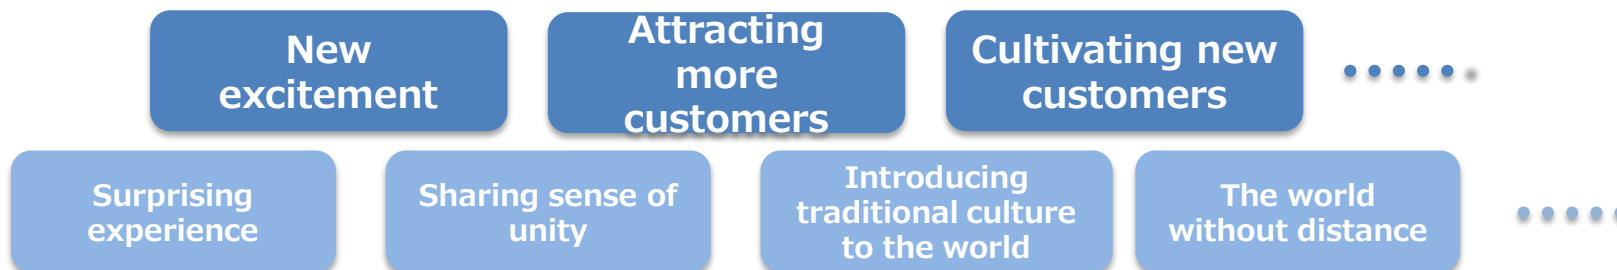 New
excitement
Attracting
more
customers
Cultivating new
customers
••••••
Surprising
experience
Sharing sense of
unity
Introducing
traditional culture
to the world
The world
without distance
•••••